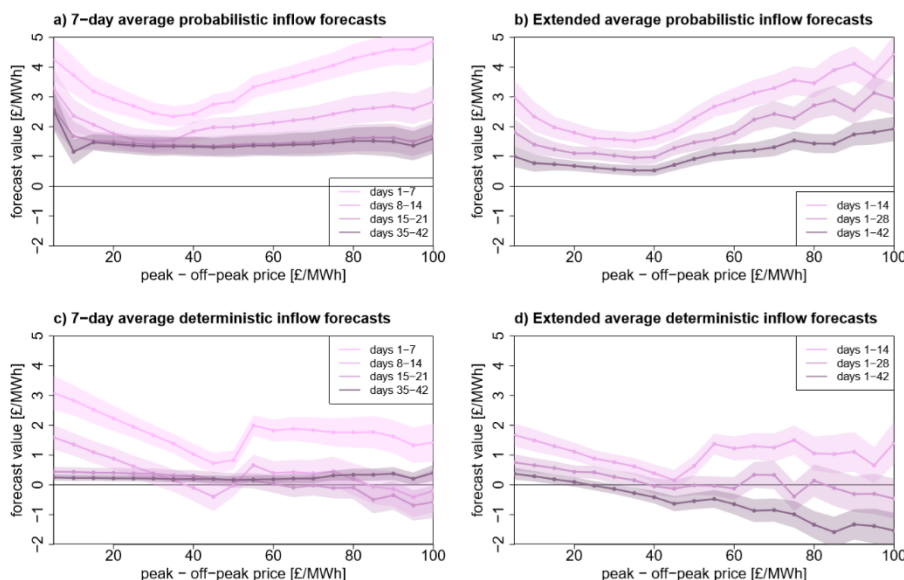 a) 7−day average probabilistic inflow forecasts
forecast value [£/MWh]
5
4
3
2
1
0
−1
−2
days 1−7
days 8−14
days 15−21
days 35−42
20 40 60 80 100
peak − off−peak price [£/MWh]
b) Extended average probabilistic inflow forecasts
forecast value [£/MWh]
5
4
3
2
1
0
−1
−2
days 1−14
days 1−28
days 1−42
20 40 60 80 100
peak − off−peak price [£/MWh]
c) 7−day average deterministic inflow forecasts
forecast value [£/MWh]
5
4
3
2
1
0
−1
−2
days 1−7
days 8−14
days 15−21
days 35−42
20 40 60 80 100
peak − off−peak price [£/MWh]
d) Extended average deterministic inflow forecasts
forecast value [£/MWh]
5
4
3
2
1
0
−1
−2
days 1−14
days 1−28
days 1−42
20 40 60 80 100
peak − off−peak price [£/MWh]